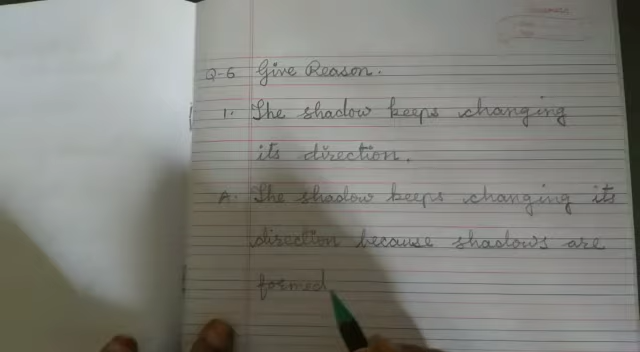 Q-6 Give Reason.
1. The shadow keeps changing
its direction.
A. The shadow keeps changing its
direction because shadows are
formed